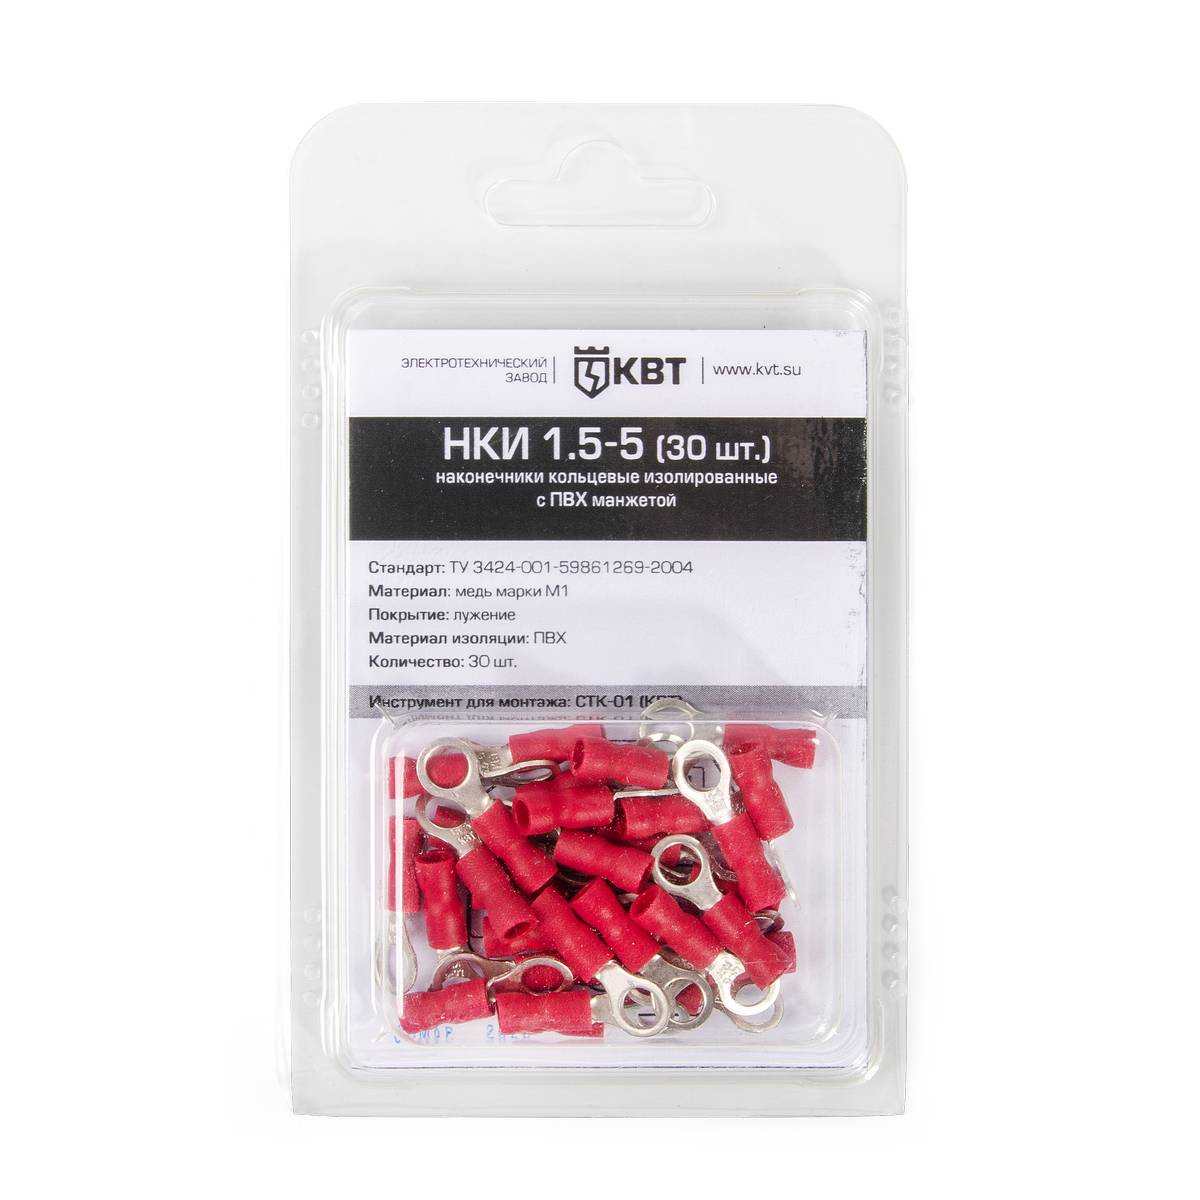 ЭЛЕКТРОТЕХНИЧЕСКИЙ
ЗАВОД
КВТ
www.kvt.su
НКИ 1.5-5 (30 шт.)
наконечники кольцевые изолированные
с ПВХ манжетой
Стандарт: ТУ 3424-001-59861269-2004
Материал: медь марки М1
Покрытие: лужение
Материал изоляции: ПВХ
Количество: 30 шт.
Инструмент для монтажа: СТК-01 (КВТ)